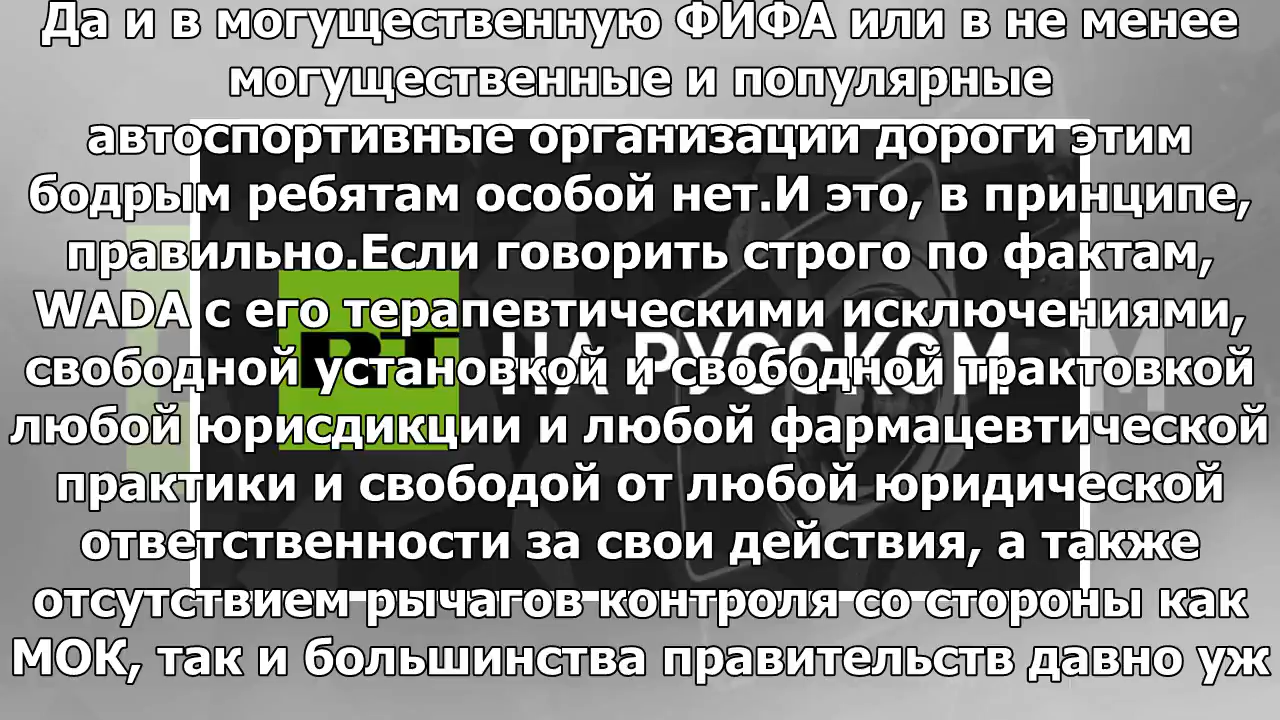 Да и в могущественную ФИФА или в не менее
могущественные и популярные
автоспортивные организации дороги этим
бодрым ребятам особой нет.И это, в принципе,
правильно.Если говорить строго по фактам,
WADA с его терапевтическими исключениями,
свободной установкой и свободной трактовкой
любой юрисдикции и любой фармацевтической
практики и свободой от любой юридической
ответственности за свои действия, а также
отсутствием рычагов контроля со стороны как
МОК, так и большинства правительств давно уж
RT НА РУССКОМ